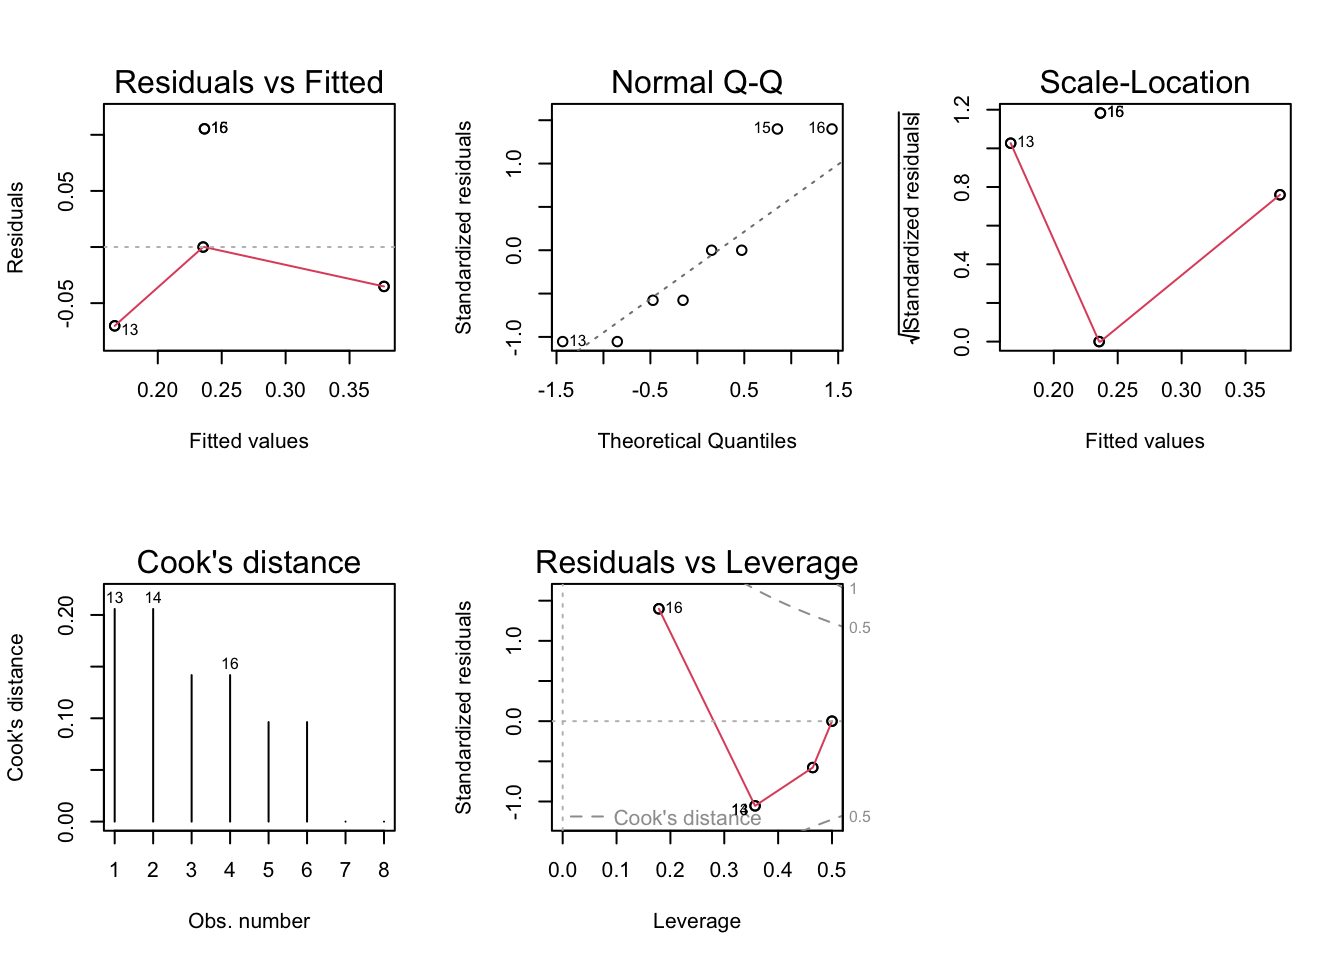 Residuals vs Fitted
Residuals
0.05
-0.05
16
13
0.20 0.25 0.30 0.35
Fitted values
Normal Q-Q
Standardized residuals
1.0
0.0
-1.0
15
16
13
-1.5 -0.5 0.5 1.5
Theoretical Quantiles
Scale-Location
√|Standardized residuals|
1.2
0.8
0.4
0.0
16
13
0.20 0.25 0.30 0.35
Fitted values
Cook's distance
Cook's distance
0.20
0.10
0.00
13
14
16
1 2 3 4 5 6 7 8
Obs. number
Residuals vs Leverage
Standardized residuals
1.0
0.0
-1.0
16
1
0.5
0.5
Cook's distance
0.0 0.1 0.2 0.3 0.4 0.5
Leverage